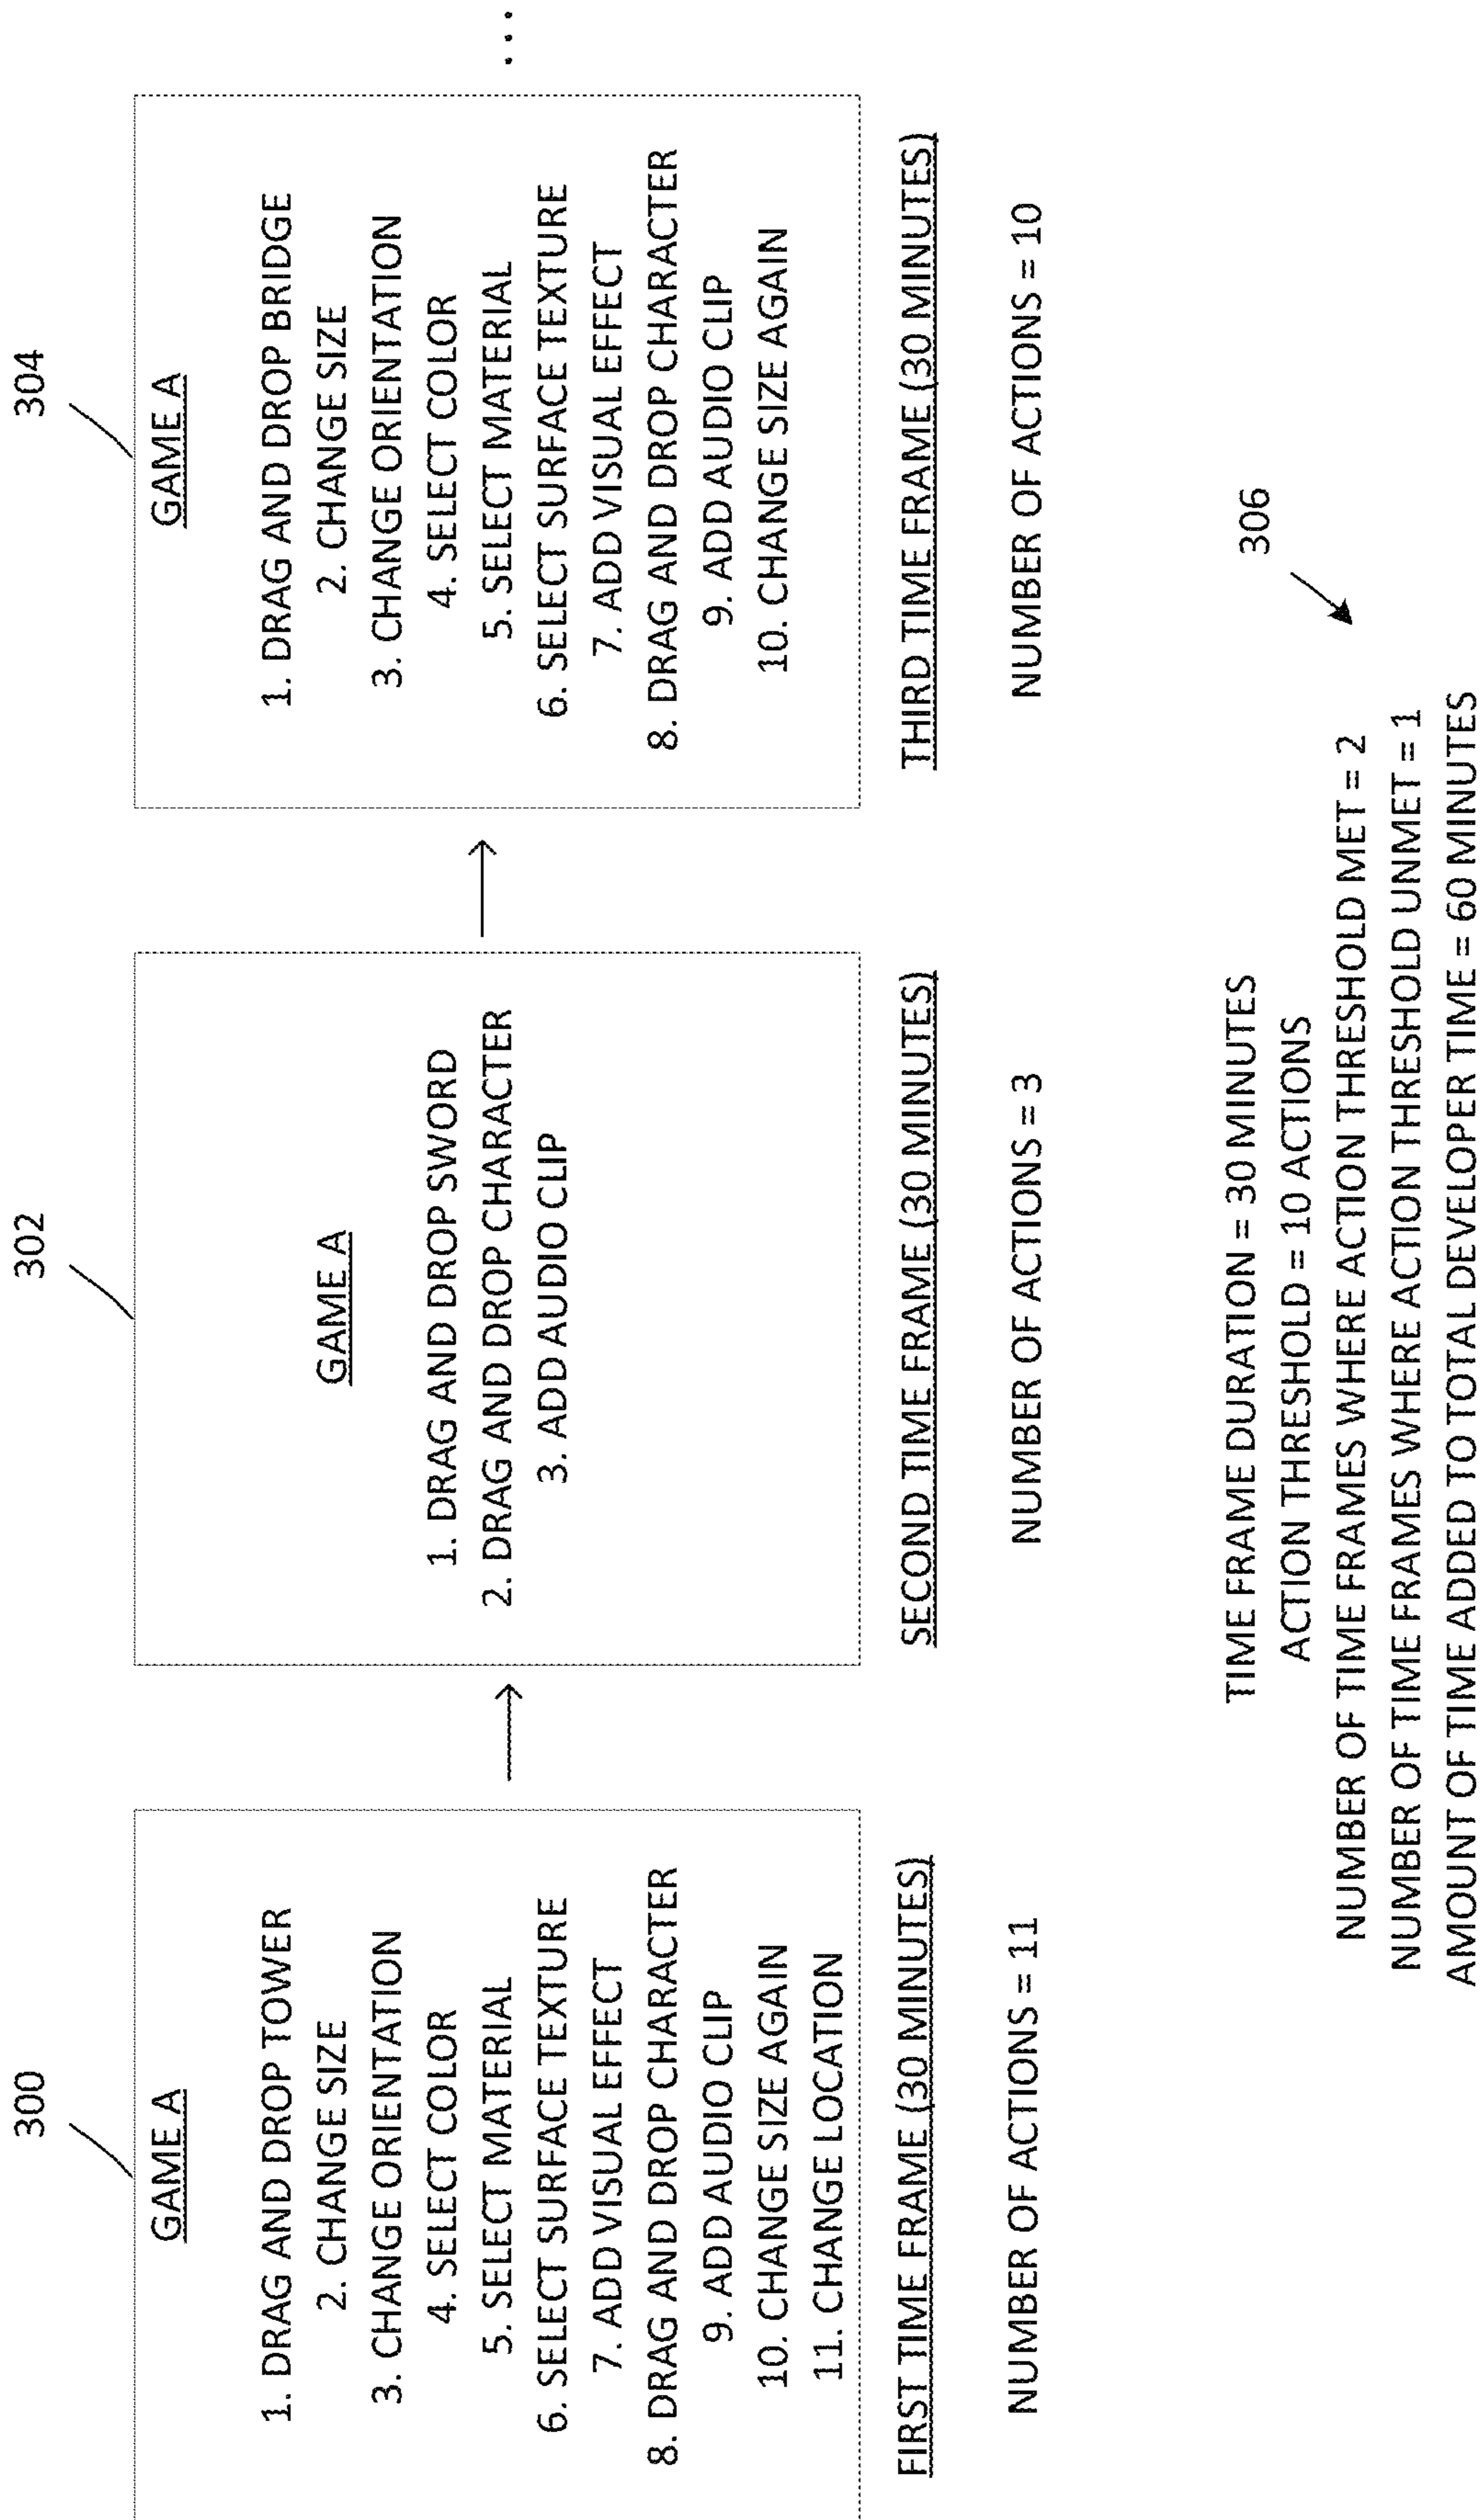 300
GAME A
1. DRAG AND DROP TOWER
2. CHANGE SIZE
3. CHANGE ORIENTATION
4. SELECT COLOR
5. SELECT MATERIAL
6. SELECT SURFACE TEXTURE
7. ADD VISUAL EFFECT
8. DRAG AND DROP CHARACTER
9. ADD AUDIO CLIP
10. CHANGE SIZE AGAIN
11. CHANGE LOCATION
FIRST TIME FRAME (30 MINUTES)
NUMBER OF ACTIONS = 11
302
GAME A
1. DRAG AND DROP SWORD
2. DRAG AND DROP CHARACTER
3. ADD AUDIO CLIP
SECOND TIME FRAME (30 MINUTES)
NUMBER OF ACTIONS = 3
304
GAME A
1. DRAG AND DROP BRIDGE
2. CHANGE SIZE
3. CHANGE ORIENTATION
4. SELECT COLOR
5. SELECT MATERIAL
6. SELECT SURFACE TEXTURE
7. ADD VISUAL EFFECT
8. DRAG AND DROP CHARACTER
9. ADD AUDIO CLIP
10. CHANGE SIZE AGAIN
THIRD TIME FRAME (30 MINUTES)
NUMBER OF ACTIONS = 10
...
306
TIME FRAME DURATION = 30 MINUTES
ACTION THRESHOLD = 10 ACTIONS
NUMBER OF TIME FRAMES WHERE ACTION THRESHOLD MET = 2
NUMBER OF TIME FRAMES WHERE ACTION THRESHOLD UNMET = 1
AMOUNT OF TIME ADDED TO TOTAL DEVELOPER TIME = 60 MINUTES